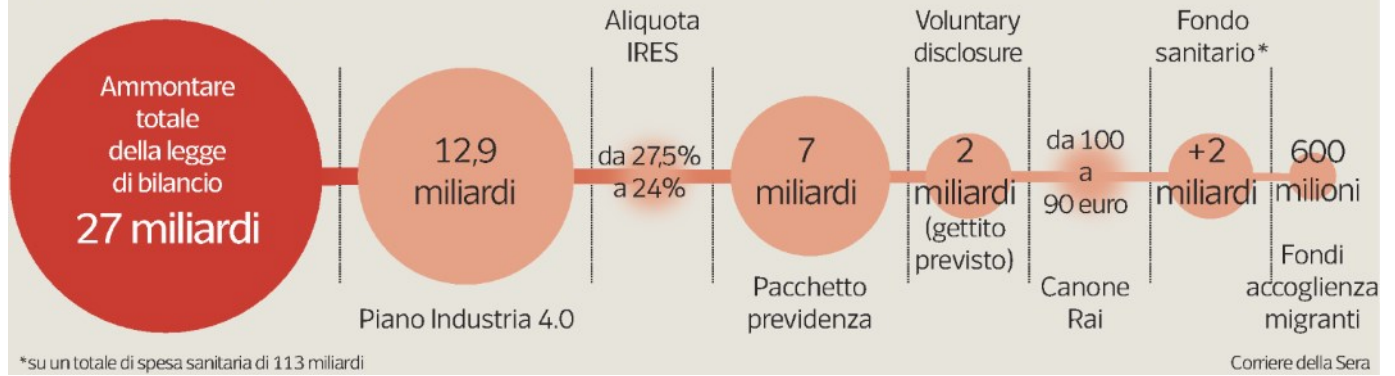 Ammontare
totale
della legge
di bilancio
27 miliardi
12,9
miliardi
Piano Industria 4.0
Aliquota
IRES
da 27,5%
a 24%
7
miliardi
Pacchetto
previdenza
Voluntary
disclosure
2
miliardi
(gettito
previsto)
da 100
a
90 euro
Canone
Rai
Fondo
sanitario*
+2
miliardi
600
milioni
Fondi
accoglienza
migranti
*su un totale di spesa sanitaria di 113 miliardi
Corriere della Sera